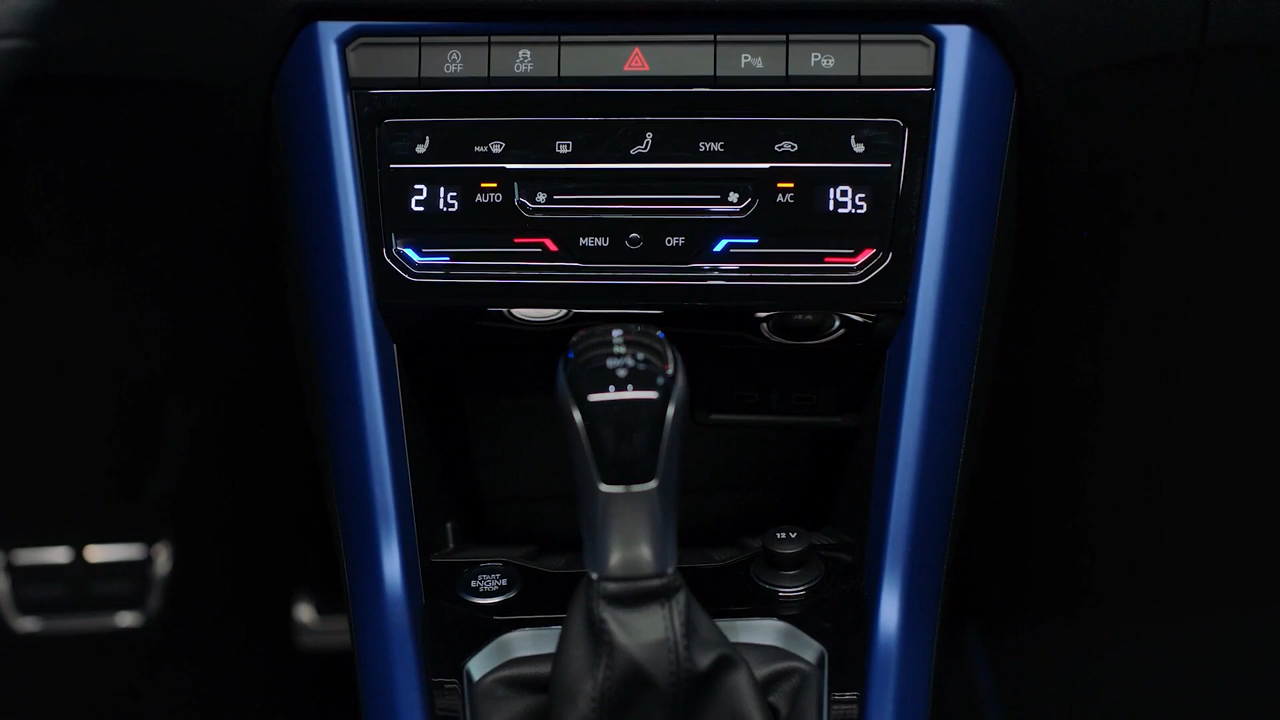 A OFF
OFF
P
P
MAX
SYNC
21.5
AUTO
A/C
19.5
MENU
OFF
12 V
START
ENGINE
STOP